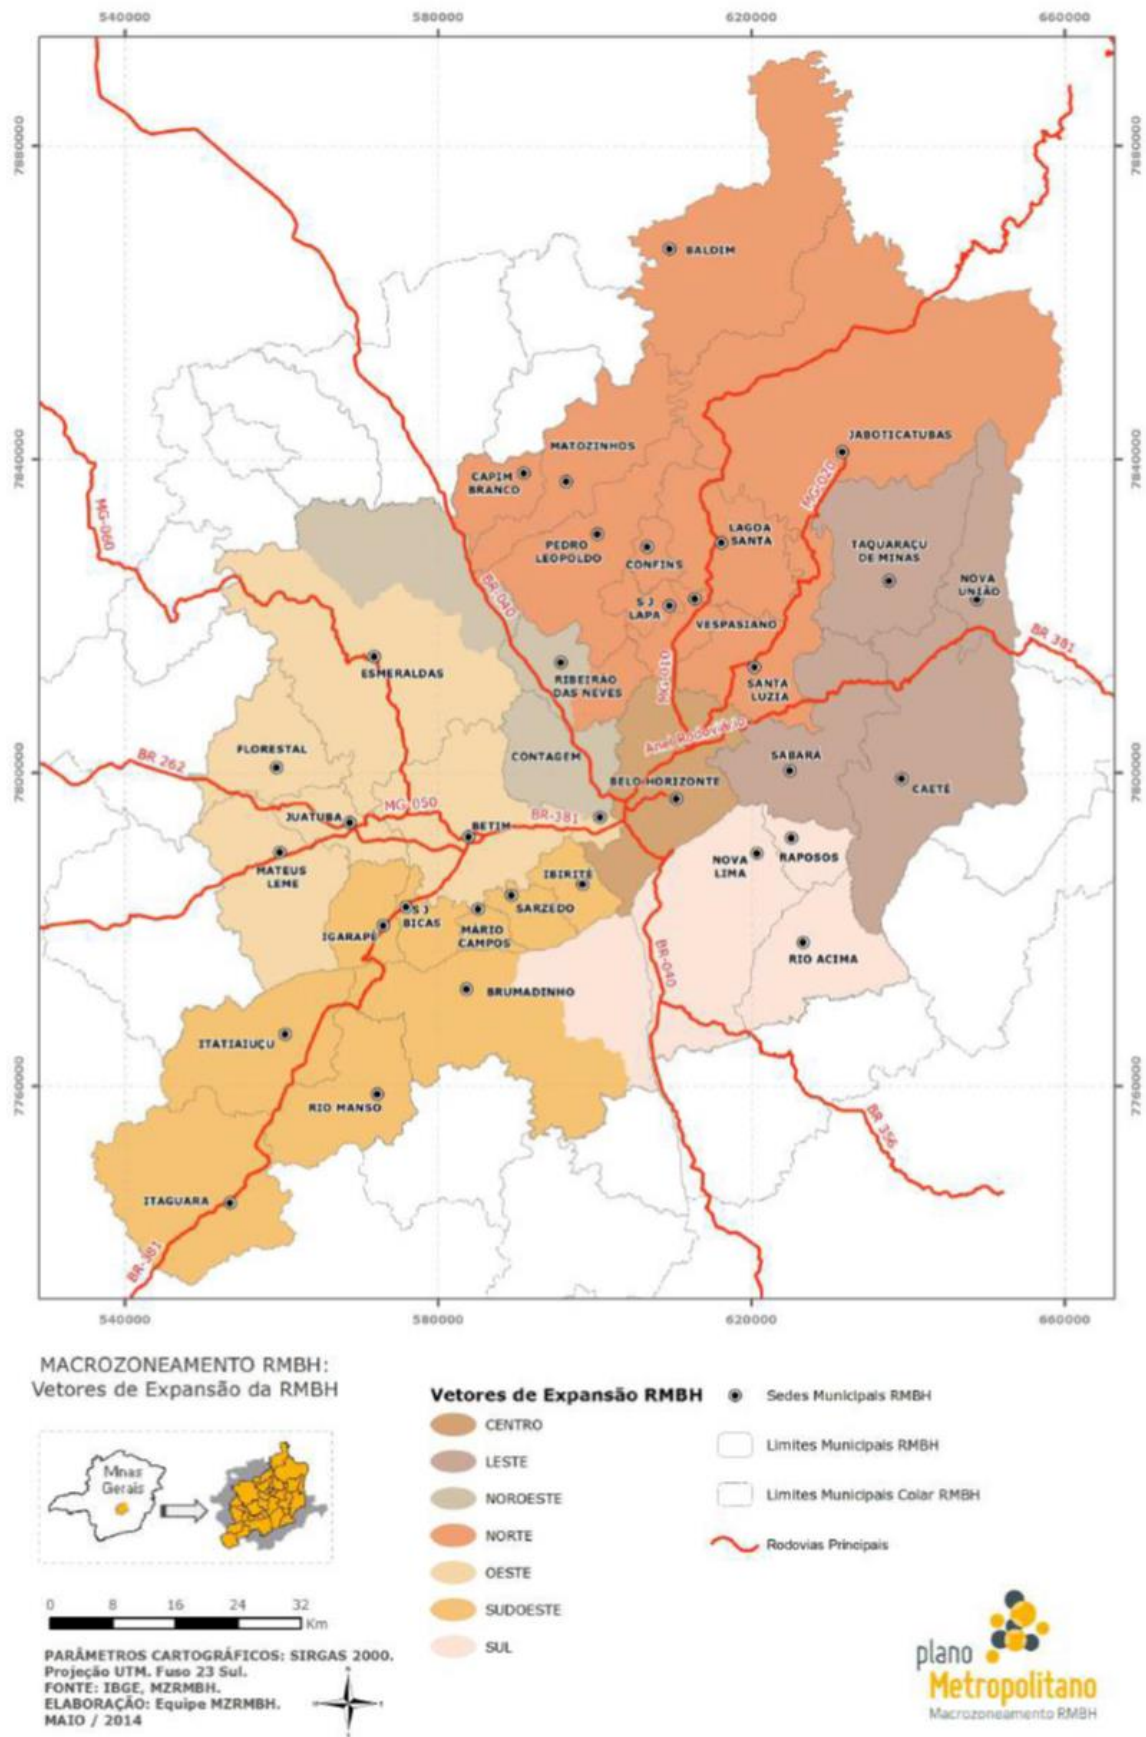 540000
580000
620000
660000
7880000
7880000
BALDIM
MATOZINHOS
JABOTICATUBAS
7840000
7840000
CAPIM
BRANCO
MG-020
MG-060
LAGOA
SANTA
PEDRO
LEOPOLDO
TAQUARAÇU
DE MINAS
CONFINS
NOVA
UNIÃO
BR-040
S J
LAPA
VESPASIANO
BR 381
ESMERALDAS
RIBEIRÃO
DAS NEVES
MG-010
SANTA
LUZIA
Anel Rodoviário
FLORESTAL
CONTAGEM
SABARÁ
BR 262
7800000
7800000
BELO HORIZONTE
CAETÉ
MG-050
JUATUBA
BETIM
BR-381
MATEUS
LEME
IBIRITÉ
NOVA
LIMA
RAPOSOS
S J
BICAS
SARZEDO
IGARAPÉ
MÁRIO
CAMPOS
RIO ACIMA
BR-040
BRUMADINHO
ITATIAIUÇU
7760000
7760000
RIO MANSO
BR 356
ITAGUARA
BR-381
540000
580000
620000
660000
MACROZONEAMENTO RMBH:
Vetores de Expansão da RMBH
Minas
Gerais
0 8 16 24 32
Km
PARÂMETROS CARTOGRÁFICOS: SIRGAS 2000.
Projeção UTM. Fuso 23 Sul.
FONTE: IBGE, MZRMBH.
ELABORAÇÃO: Equipe MZRMBH.
MAIO / 2014
Vetores de Expansão RMBH
CENTRO
LESTE
NOROESTE
NORTE
OESTE
SUDOESTE
SUL
Sedes Municipais RMBH
Limites Municipais RMBH
Limites Municipais Colar RMBH
Rodovias Principais
plano
Metropolitano
Macrozoneamento RMBH